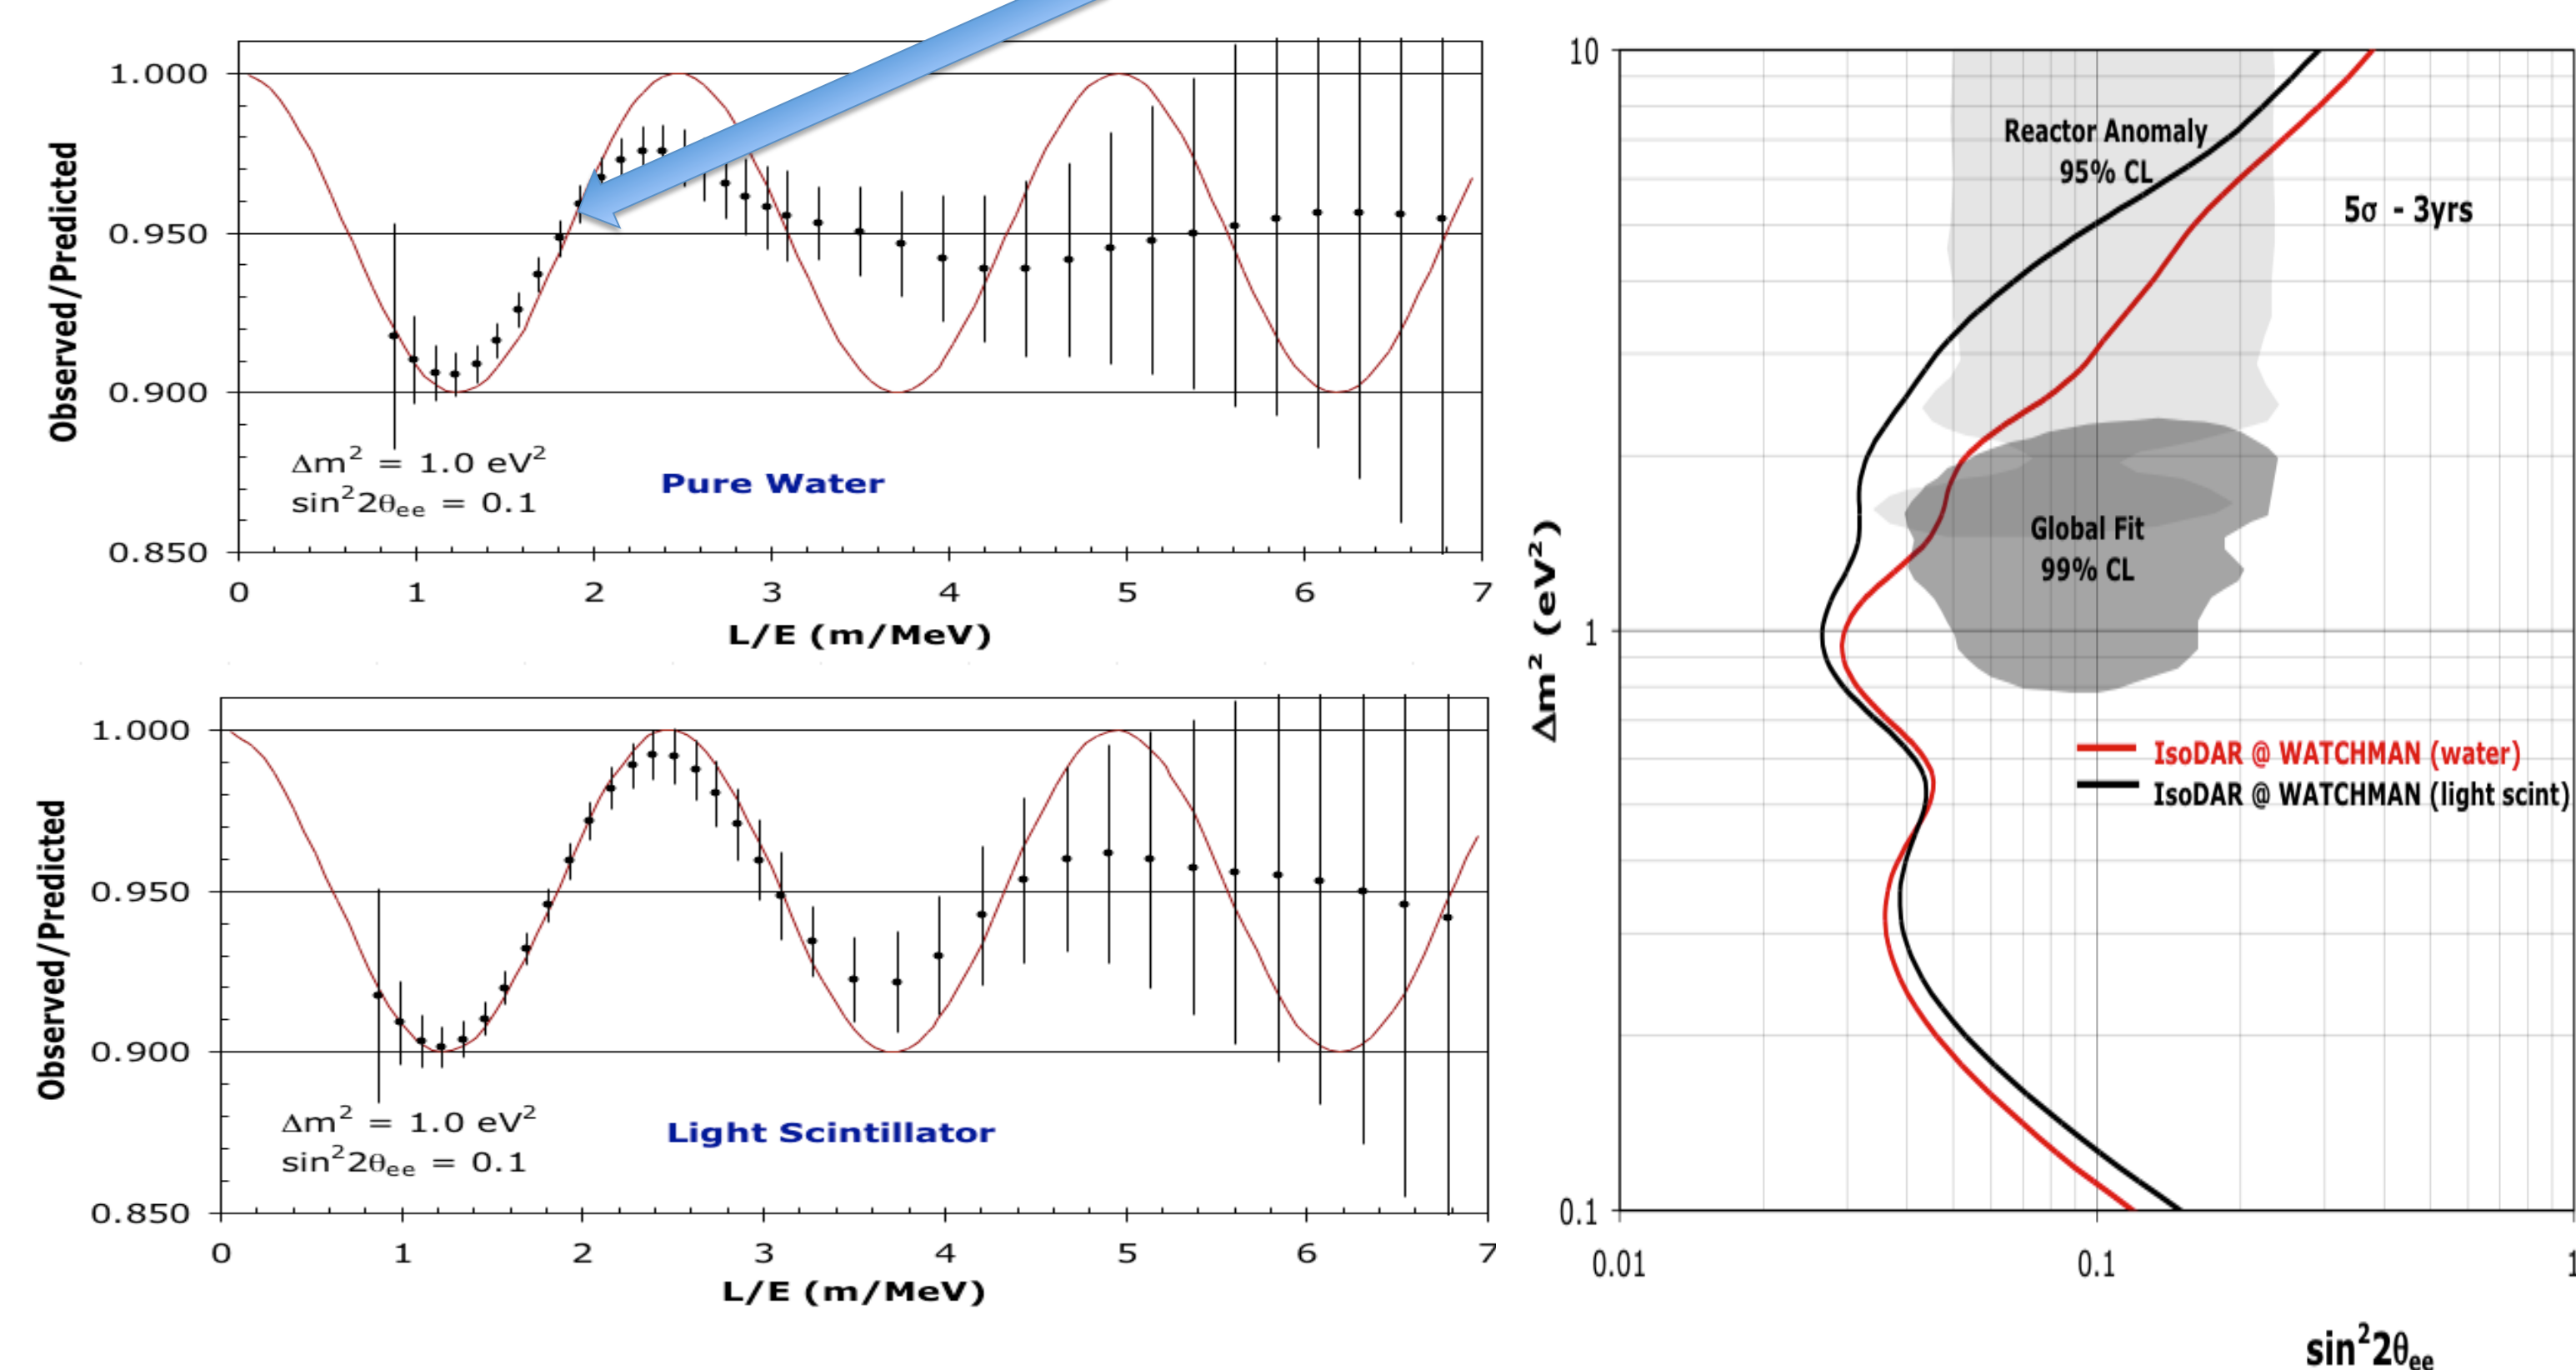 1.000
0.950
0.900
0.850
Observed/Predicted
Δm² = 1.0 eV²
sin²2θee = 0.1
Pure Water
0 1 2 3 4 5 6 7
L/E (m/MeV)
1.000
0.950
0.900
0.850
Observed/Predicted
Δm² = 1.0 eV²
sin²2θee = 0.1
Light Scintillator
0 1 2 3 4 5 6 7
L/E (m/MeV)
10
1
0.1
Δm² (eV²)
Reactor Anomaly
95% CL
5σ - 3yrs
Global Fit
99% CL
IsoDAR @ WATCHMAN (water)
IsoDAR @ WATCHMAN (light scint)
0.01 0.1 1
sin²2θee